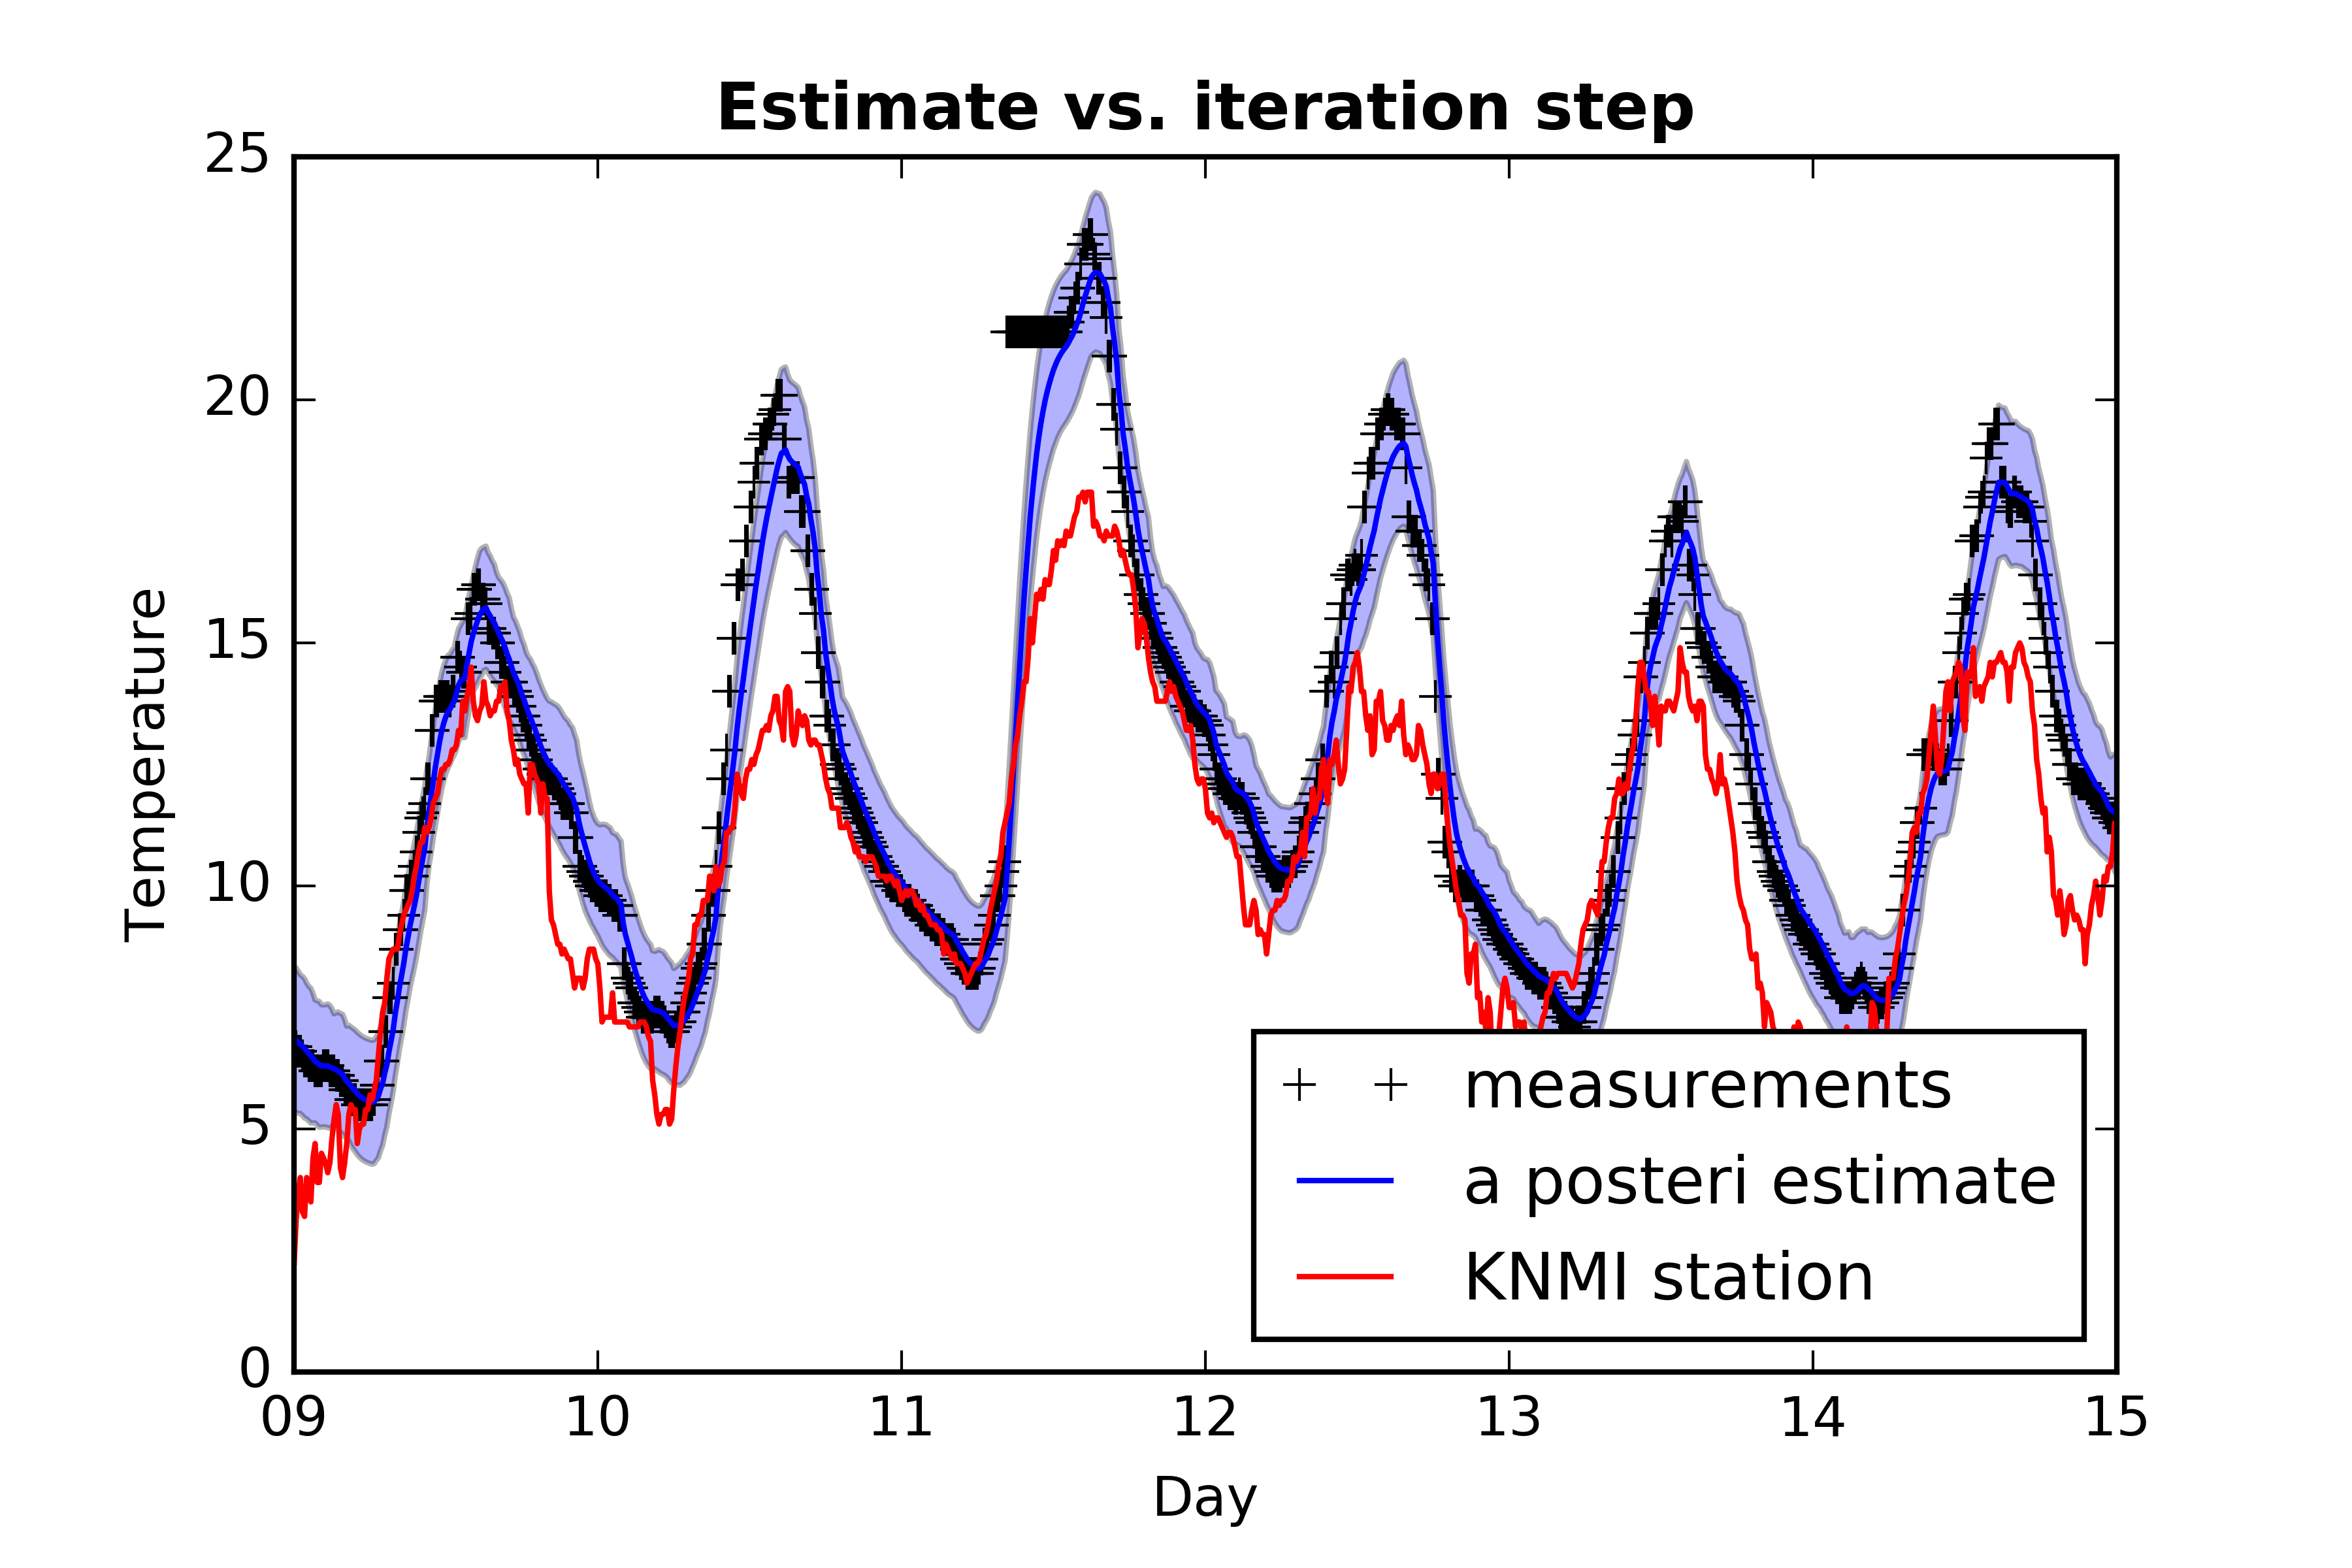 Estimate vs. iteration step
25
20
15
10
5
0
Temperature
09 10 11 12 13 14 15
Day
measurements
a posteri estimate
KNMI station